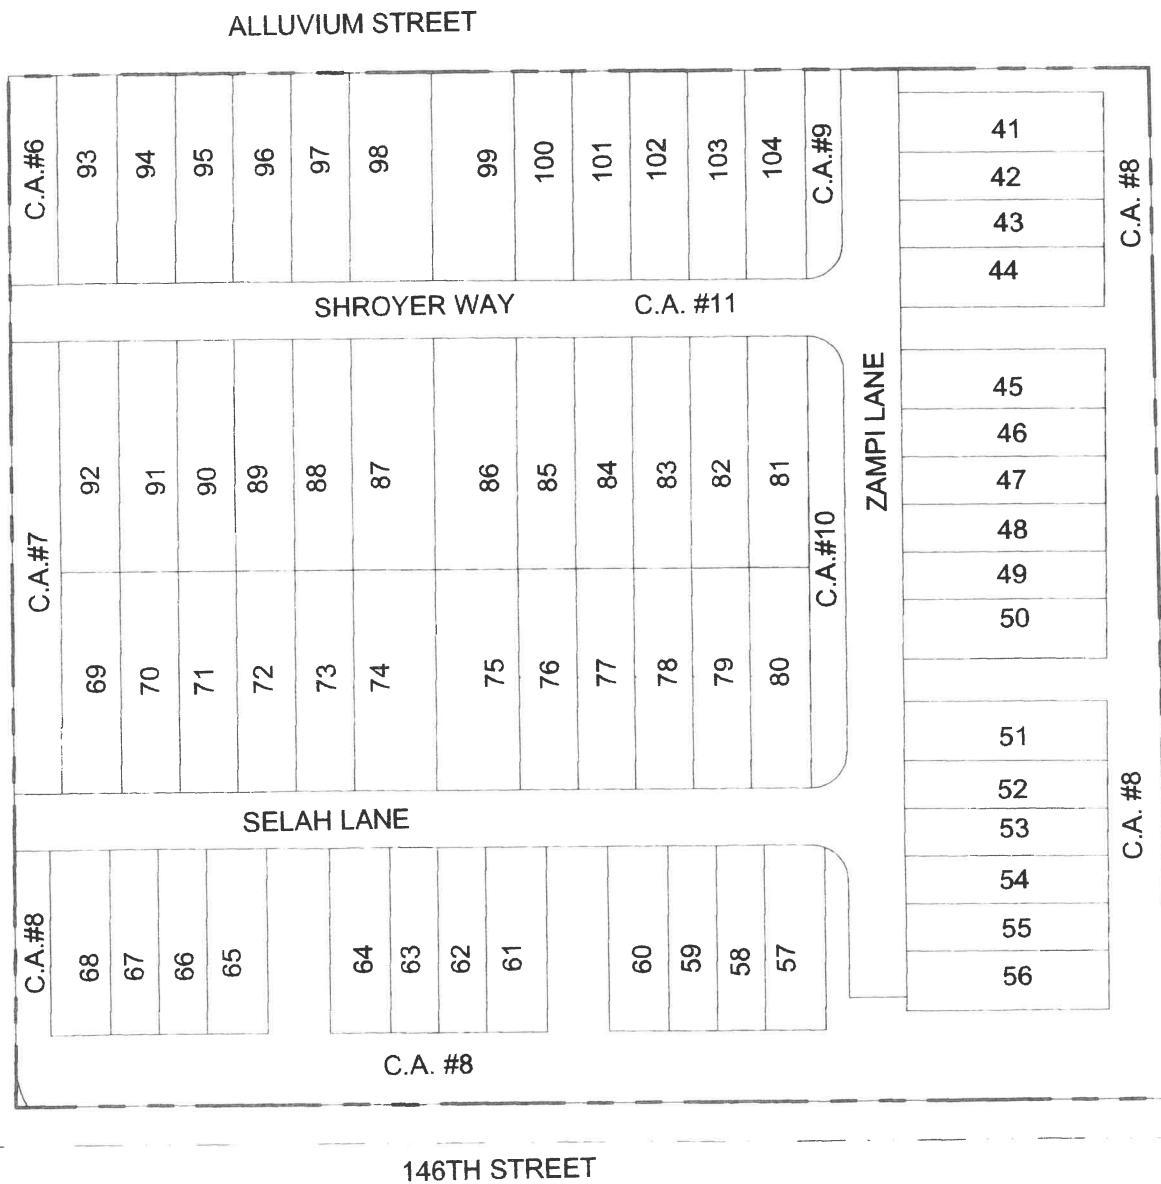 ALLUVIUM STREET
C.A.#6 93 94 95 96 97 98 99 100 101 102 103 104 C.A.#9
41
42
43
44
C.A. #8
SHROYER WAY C.A. #11
C.A.#7
92 91 90 89 88 87 86 85 84 83 82 81
69 70 71 72 73 74 75 76 77 78 79 80
C.A.#10
ZAMPI LANE
45
46
47
48
49
50
51
52
53
54
55
56
C.A. #8
SELAH LANE
C.A.#8 68 67 66 65 64 63 62 61 60 59 58 57
C.A. #8
146TH STREET